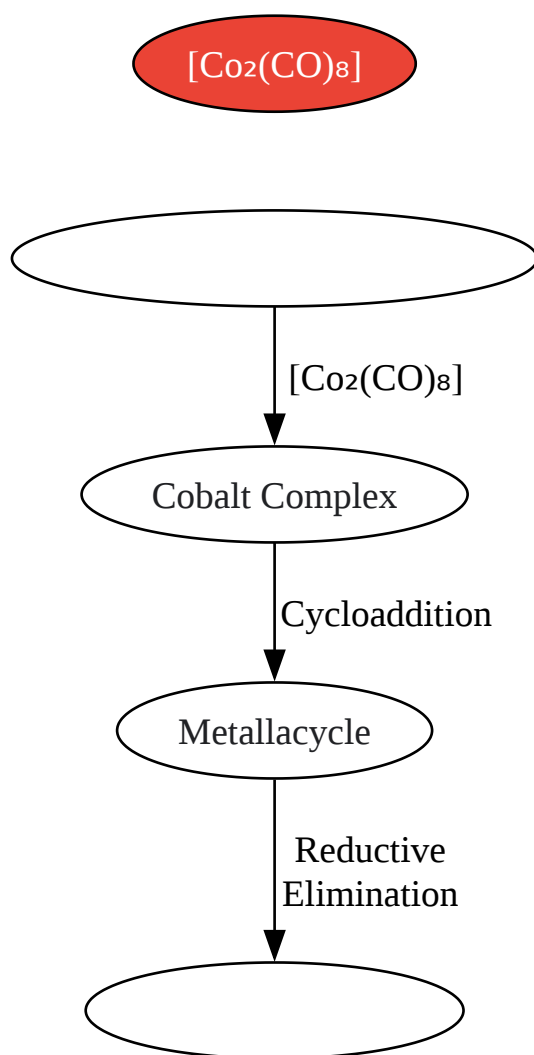 [Co₂(CO)₈]
[Co₂(CO)₈]
Cobalt Complex
Cycloaddition
Metallacycle
Reductive
Elimination